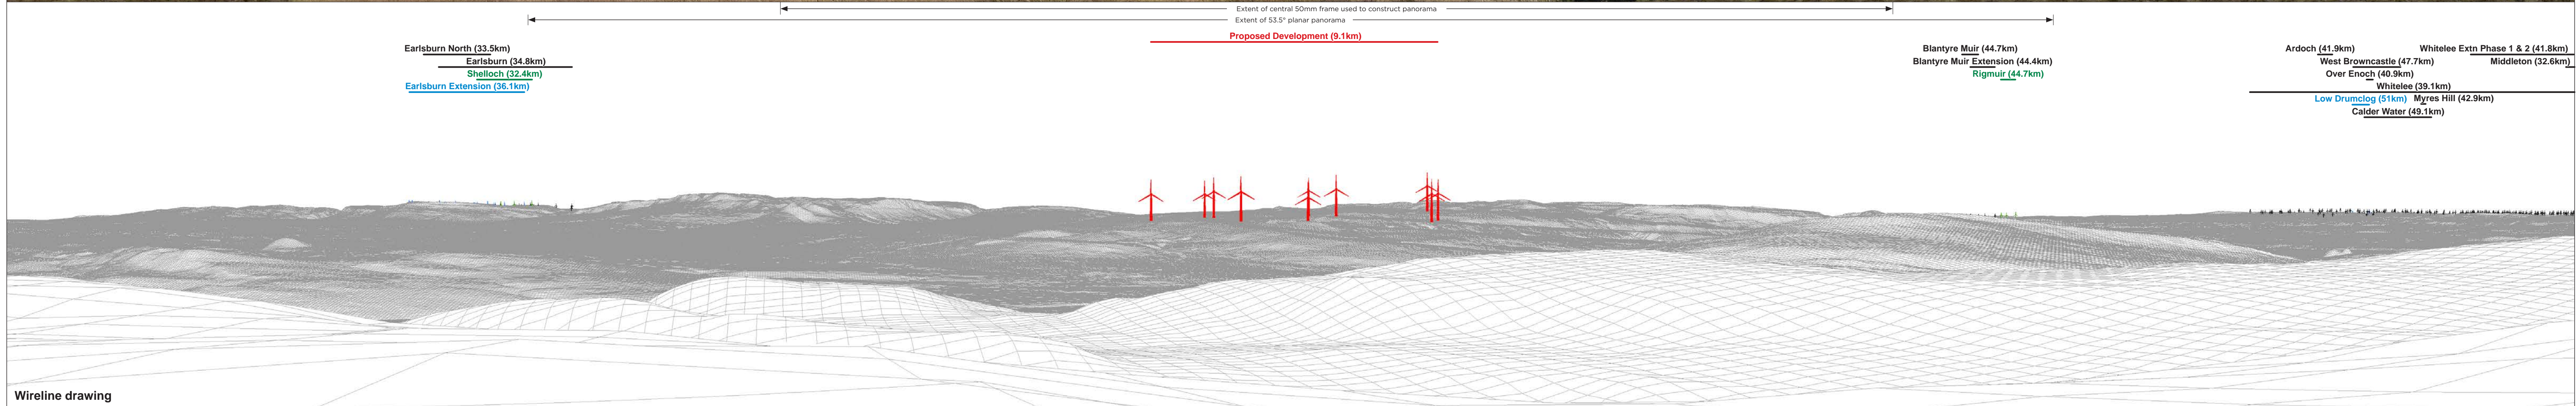 Extent of central 50mm frame used to construct panorama
Extent of 53.5° planar panorama
Proposed Development (9.1km)
Earlsburn North (33.5km)
Earlsburn (34.8km)
Shelloch (32.4km)
Earlsburn Extension (36.1km)
Blantyre Muir (44.7km)
Blantyre Muir Extension (44.4km)
Rigmuir (44.7km)
Ardoch (41.9km) Whitelee Extn Phase 1 & 2 (41.8km)
West Browncastle (47.7km) Middleton (32.6km)
Over Enoch (40.9km)
Whitelee (39.1km)
Low Drumclog (51km) Myres Hill (42.9km)
Calder Water (49.1km)
Wireline drawing